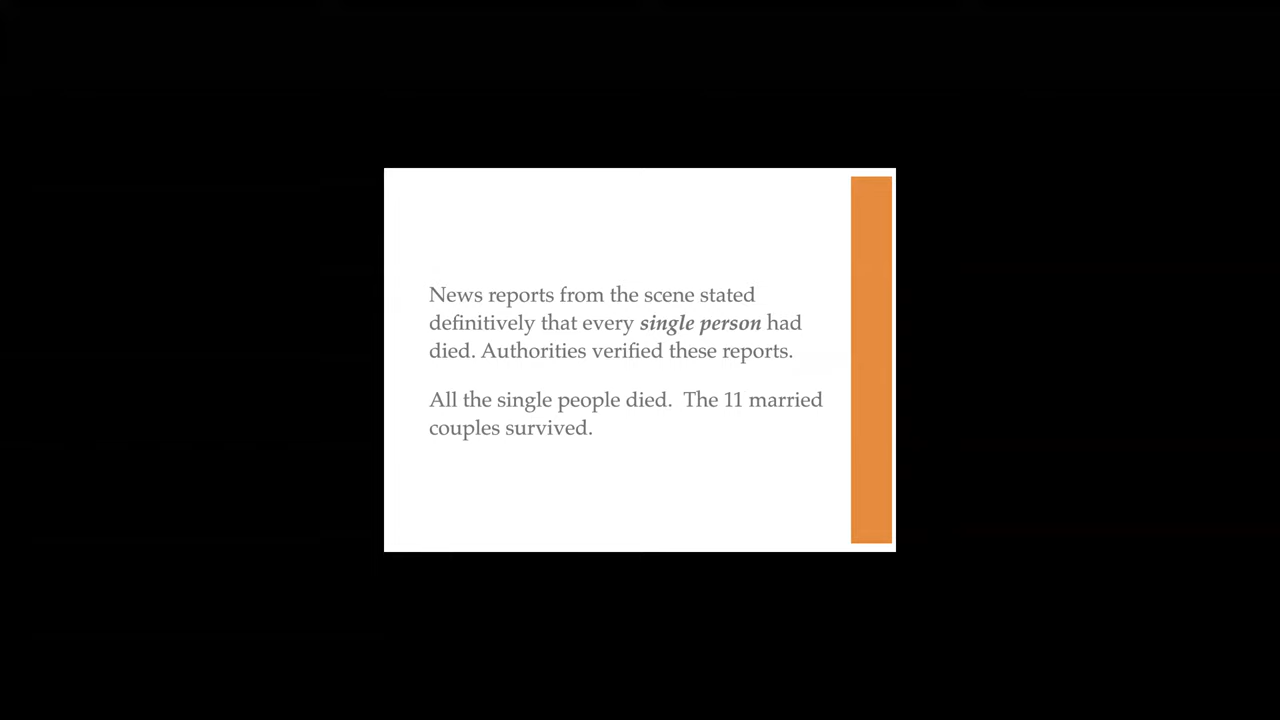 News reports from the scene stated
definitively that every single person had
died. Authorities verified these reports.
All the single people died.  The 11 married
couples survived.